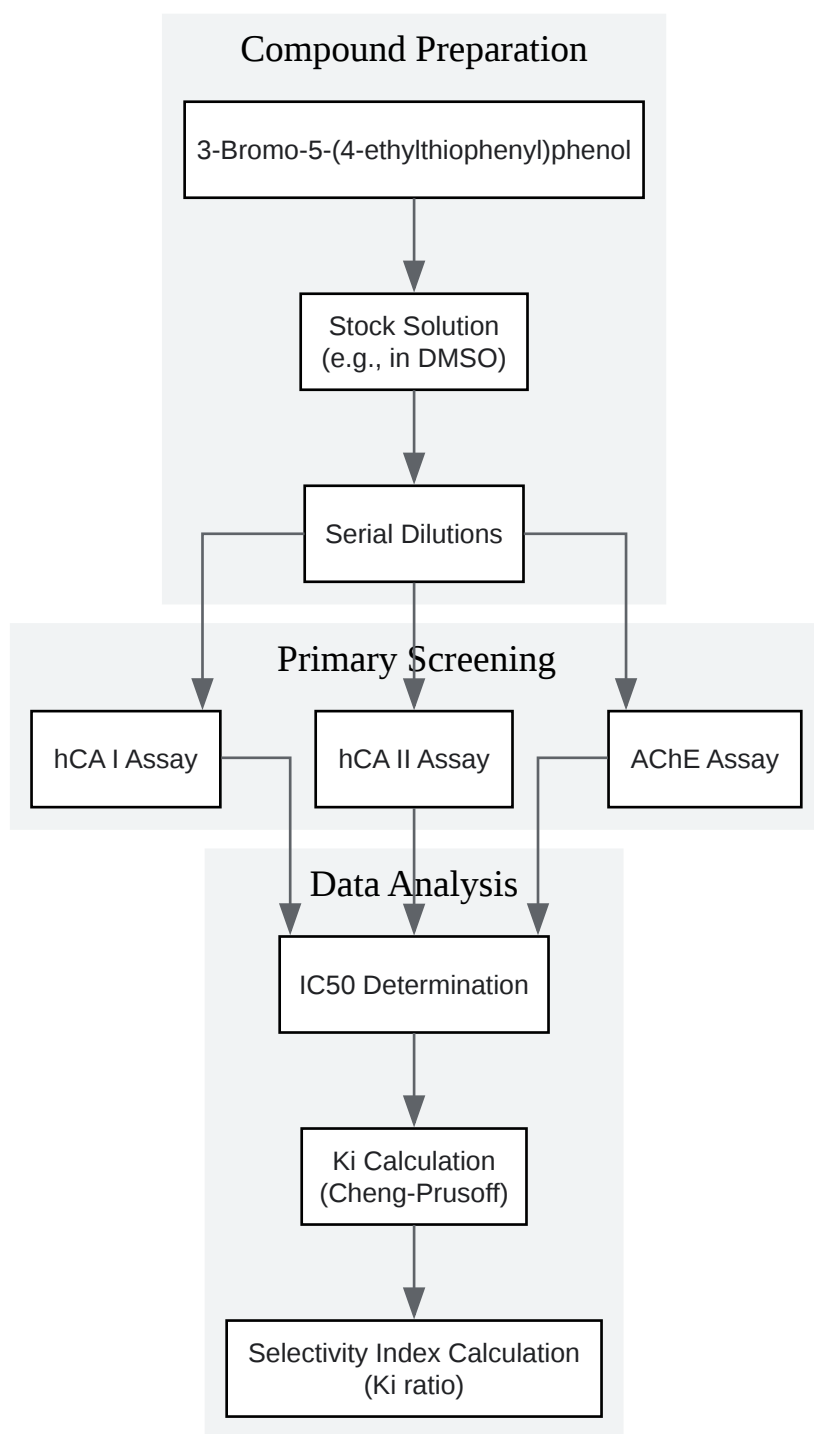 Compound Preparation
3-Bromo-5-(4-ethylthiophenyl)phenol
Stock Solution
(e.g., in DMSO)
Serial Dilutions
Primary Screening
hCA I Assay
hCA II Assay
AChE Assay
Data Analysis
IC50 Determination
Ki Calculation
(Cheng-Prusoff)
Selectivity Index Calculation
(Ki ratio)